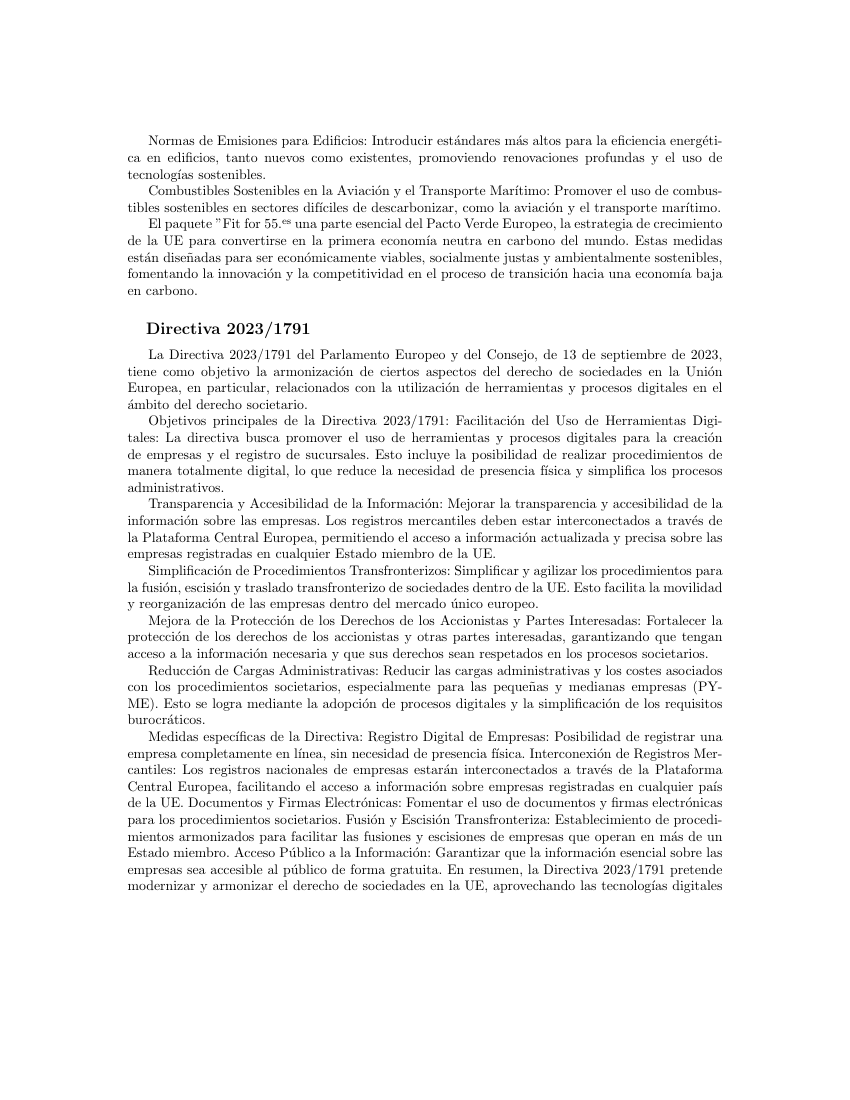 Normas de Emisiones para Edificios: Introducir estándares más altos para la eficiencia energéti-
ca en edificios, tanto nuevos como existentes, promoviendo renovaciones profundas y el uso de
tecnologías sostenibles.
Combustibles Sostenibles en la Aviación y el Transporte Marítimo: Promover el uso de combus-
tibles sostenibles en sectores difíciles de descarbonizar, como la aviación y el transporte marítimo.
El paquete ”Fit for 55.es una parte esencial del Pacto Verde Europeo, la estrategia de crecimiento
de la UE para convertirse en la primera economía neutra en carbono del mundo. Estas medidas
están diseñadas para ser económicamente viables, socialmente justas y ambientalmente sostenibles,
fomentando la innovación y la competitividad en el proceso de transición hacia una economía baja
en carbono.
Directiva 2023/1791
La Directiva 2023/1791 del Parlamento Europeo y del Consejo, de 13 de septiembre de 2023,
tiene como objetivo la armonización de ciertos aspectos del derecho de sociedades en la Unión
Europea, en particular, relacionados con la utilización de herramientas y procesos digitales en el
ámbito del derecho societario.
Objetivos principales de la Directiva 2023/1791: Facilitación del Uso de Herramientas Digi-
tales: La directiva busca promover el uso de herramientas y procesos digitales para la creación
de empresas y el registro de sucursales. Esto incluye la posibilidad de realizar procedimientos de
manera totalmente digital, lo que reduce la necesidad de presencia física y simplifica los procesos
administrativos.
Transparencia y Accesibilidad de la Información: Mejorar la transparencia y accesibilidad de la
información sobre las empresas. Los registros mercantiles deben estar interconectados a través de
la Plataforma Central Europea, permitiendo el acceso a información actualizada y precisa sobre las
empresas registradas en cualquier Estado miembro de la UE.
Simplificación de Procedimientos Transfronterizos: Simplificar y agilizar los procedimientos para
la fusión, escisión y traslado transfronterizo de sociedades dentro de la UE. Esto facilita la movilidad
y reorganización de las empresas dentro del mercado único europeo.
Mejora de la Protección de los Derechos de los Accionistas y Partes Interesadas: Fortalecer la
protección de los derechos de los accionistas y otras partes interesadas, garantizando que tengan
acceso a la información necesaria y que sus derechos sean respetados en los procesos societarios.
Reducción de Cargas Administrativas: Reducir las cargas administrativas y los costes asociados
con los procedimientos societarios, especialmente para las pequeñas y medianas empresas (PY-
ME). Esto se logra mediante la adopción de procesos digitales y la simplificación de los requisitos
burocráticos.
Medidas específicas de la Directiva: Registro Digital de Empresas: Posibilidad de registrar una
empresa completamente en línea, sin necesidad de presencia física. Interconexión de Registros Mer-
cantiles: Los registros nacionales de empresas estarán interconectados a través de la Plataforma
Central Europea, facilitando el acceso a información sobre empresas registradas en cualquier país
de la UE. Documentos y Firmas Electrónicas: Fomentar el uso de documentos y firmas electrónicas
para los procedimientos societarios. Fusión y Escisión Transfronteriza: Establecimiento de procedi-
mientos armonizados para facilitar las fusiones y escisiones de empresas que operan en más de un
Estado miembro. Acceso Público a la Información: Garantizar que la información esencial sobre las
empresas sea accesible al público de forma gratuita. En resumen, la Directiva 2023/1791 pretende
modernizar y armonizar el derecho de sociedades en la UE, aprovechando las tecnologías digitales